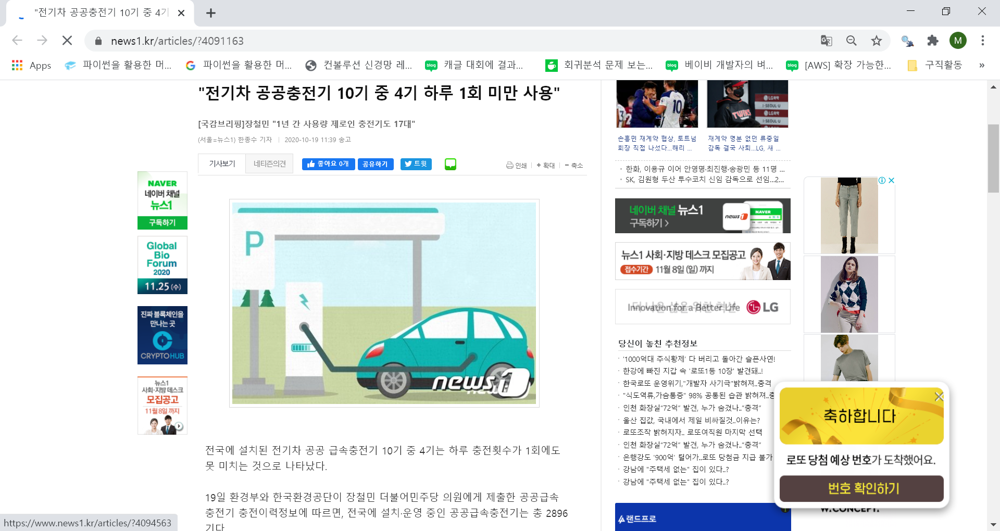 "전기차 공공충전기 10기 중 4기
news1.kr/articles/?4091163
M
Apps
파이썬을 활용한 머...
파이썬을 활용한 머...
컨볼루션 신경망 레...
캐글 대회에 결과...
회귀분석 문제 보는...
베이비 개발자의 벼...
[AWS] 확장 가능한...
구직활동
»
"전기차 공공충전기 10기 중 4기 하루 1회 미만 사용"
[국감브리핑]장철민 "1년 간 사용량 제로인 충전기도 17대"
(서울=뉴스1) 한종수 기자 | 2020-10-19 11:39 송고
기사보기
네티즌의견
좋아요 0개
공유하기
트윗
인쇄
+ 확대
− 축소
NAVER
네이버 채널
뉴스1
구독하기
Global
Bio
Forum
2020
11.25 (수)
진짜 블록체인을
만나는 곳
CRYPTOHUB
뉴스1
사회·지방 데스크
모집공고
11월 8일 까지
P
news1
전국에 설치된 전기차 공공 급속충전기 10기 중 4기는 하루 충전횟수가 1회에도
못 미치는 것으로 나타났다.
19일 환경부와 한국환경공단이 장철민 더불어민주당 의원에게 제출한 공공급속
충전기 충전이력정보에 따르면, 전국에 설치·운영 중인 공공급속충전기는 총 2896
기다
10
TWINS
LG
I·SEOUL·U
LG
I·SEOUL·U
손흥민 재계약 협상, 토트넘
회장 직접 나섰다...해리 ...
재계약 명분 없던 류중일
감독 결국 사퇴...LG, 새 ...
한화, 이용규 이어 안영명·최진행·송광민 등 11명 ...
SK, 김원형 두산 투수코치 신임 감독으로 선임...2...
네이버 채널 뉴스1
구독하기 >
news1
NAVER
뉴스1 사회·지방 데스크 모집공고
접수기간 11월 8일 (일) 까지
Innovation for a Better Life
LG
당신이 놓친 추천정보
'1000억대 주식황제' 다 버리고 돌아간 슬픈사연!
한강에 빠진 지갑 속 '로또1등 10장' 발견돼..!
한국로또 운영위기,"개발자 사기극"밝혀져..충격
"식도역류,가슴통증" 98% 공통된 습관 밝혀져..충
인천 화장실"72억" 발견, 누가 숨겼나.."충격"
울산 집값, 국내에서 제일 비싸질것..이유는?
로또조작 밝혀지자.. 로또여직원 마지막 선택
인천 화장실"72억" 발견, 누가 숨겼나.."충격"
은행강도 '900억' 털어가..로또 당첨금 지급 불가
강남에 "주택세 없는" 집이 있다..?
강남에 "주택세 없는" 집이 있다..?
랜드프로
축하합니다
로또 당첨 예상 번호가 도착했어요.
번호 확인하기
W.CONCEPT.
https://www.news1.kr/articles/?4094563